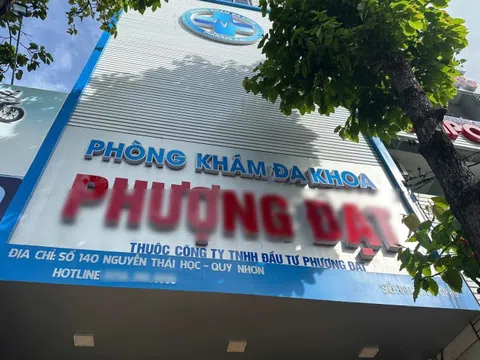 PHÒNG KHÁM ĐA KHOA
PHƯỢNG ĐẠT
THUỘC CÔNG TY TNHH ĐẦU TƯ PHƯƠNG ĐẠT
ĐỊA CHỈ: SỐ 140 NGUYỄN THÁI HỌC - QUY NHƠN
HOTLINE